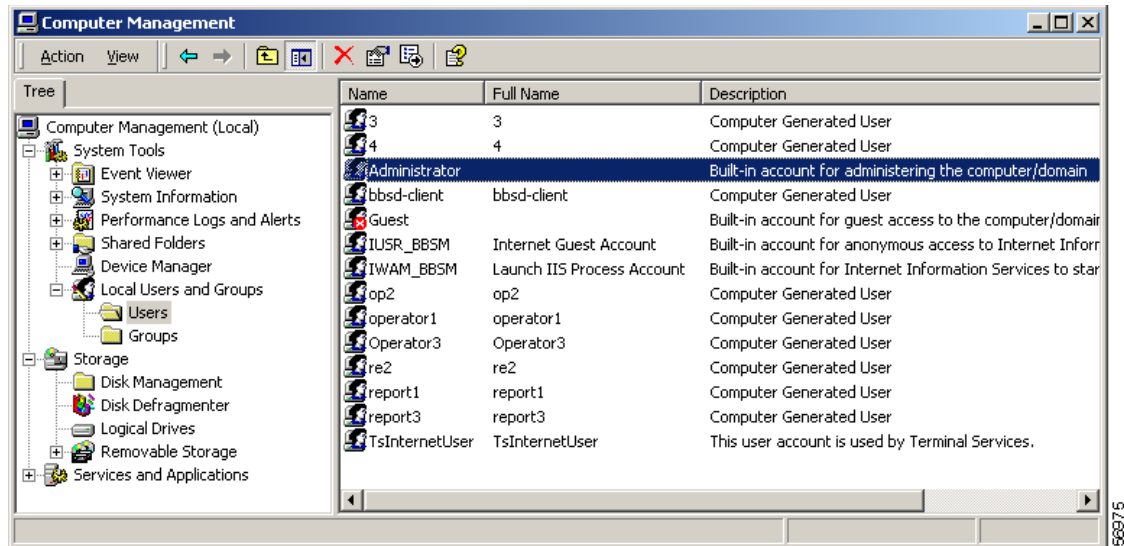 Computer Management
Action View
Tree
Computer Management (Local)
System Tools
Event Viewer
System Information
Performance Logs and Alerts
Shared Folders
Device Manager
Local Users and Groups
Users
Groups
Storage
Disk Management
Disk Defragmenter
Logical Drives
Removable Storage
Services and Applications
Name Full Name Description
3 3 Computer Generated User
4 4 Computer Generated User
Administrator Built-in account for administering the computer/domain
bbsd-client bbsd-client Computer Generated User
Guest Built-in account for guest access to the computer/domair
IUSR_BBSM Internet Guest Account Built-in account for anonymous access to Internet Inforr
IWAM_BBSM Launch IIS Process Account Built-in account for Internet Information Services to star
op2 op2 Computer Generated User
operator1 operator1 Computer Generated User
Operator3 Operator3 Computer Generated User
re2 re2 Computer Generated User
report1 report1 Computer Generated User
report3 report3 Computer Generated User
TsInternetUser TsInternetUser This user account is used by Terminal Services.
56975